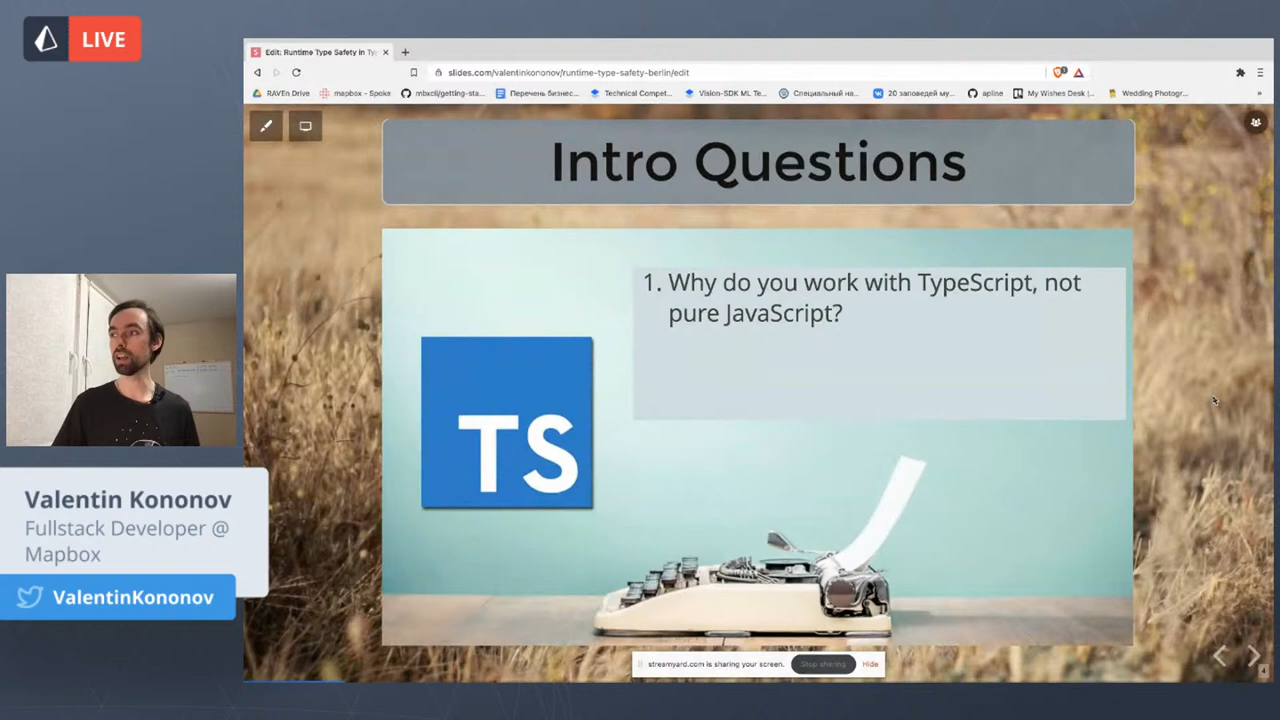 LIVE
Edit: Runtime Type Safety in Ty
slides.com/valentinkononov/runtime-type-safety-berlin/edit
RAVEn Drive
mapbox - Spoke
mbxcli/getting-sta...
Перечень бизнес...
Technical Compet...
Vision-SDK ML Te...
Специальный на...
20 заповедей му...
apline
My Wishes Desk |...
Wedding Photogr...
Intro Questions
1. Why do you work with TypeScript, not
pure JavaScript?
TS
Valentin Kononov
Fullstack Developer @
Mapbox
ValentinKononov
streamyard.com is sharing your screen.
Stop sharing
Hide
4